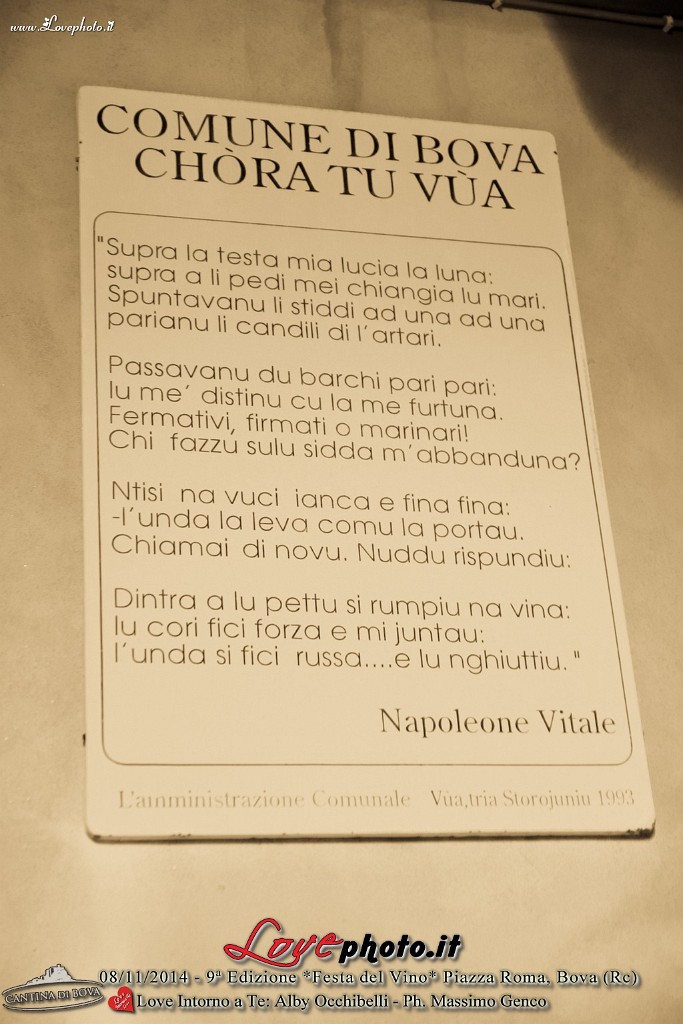 www.Lovephoto.it
COMUNE DI BOVA
CHÒRA TU VÙA
"Supra la testa mia lucia la luna:
supra a li pedi mei chiangia lu mari.
Spuntavanu li stiddi ad una ad una
parianu li candili di l´artari.
Passavanu du barchi pari pari:
lu me´ distinu cu la me furtuna.
Fermativi, firmati o marinari!
Chi fazzu sulu sidda m´abbanduna?
Ntisi na vuci ianca e fina fina:
-l´unda la leva comu la portau.
Chiamai di novu. Nuddu rispundiu:
Dintra a lu pettu si rumpiu na vina:
lu cori fici forza e mi juntau:
l´unda si fici russa....e lu nghiuttiu."
Napoleone Vitale
L'amministrazione Comunale Vùa,tria Storojuniu 1993
Lovephoto.it
08/11/2014 - 9ª Edizione *Festa del Vino* Piazza Roma, Bova (Rc)
CANTINA DI BOVA
Love Intorno a Te: Alby Occhibelli - Ph. Massimo Genco